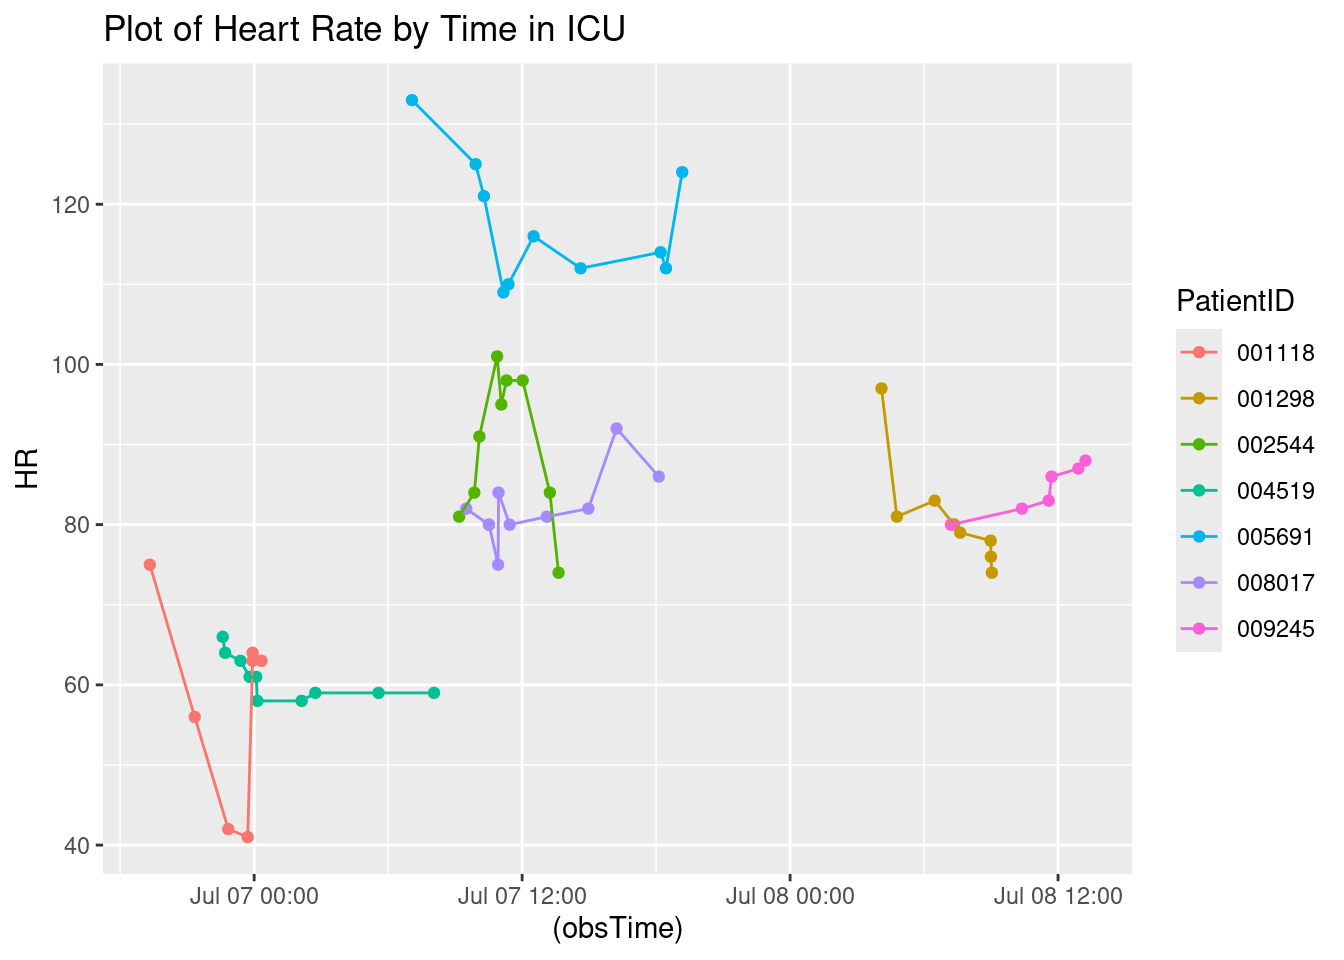 Plot of Heart Rate by Time in ICU
HR
120
100
80
60
40
Jul 07 00:00
Jul 07 12:00
Jul 08 00:00
Jul 08 12:00
(obsTime)
PatientID
001118
001298
002544
004519
005691
008017
009245